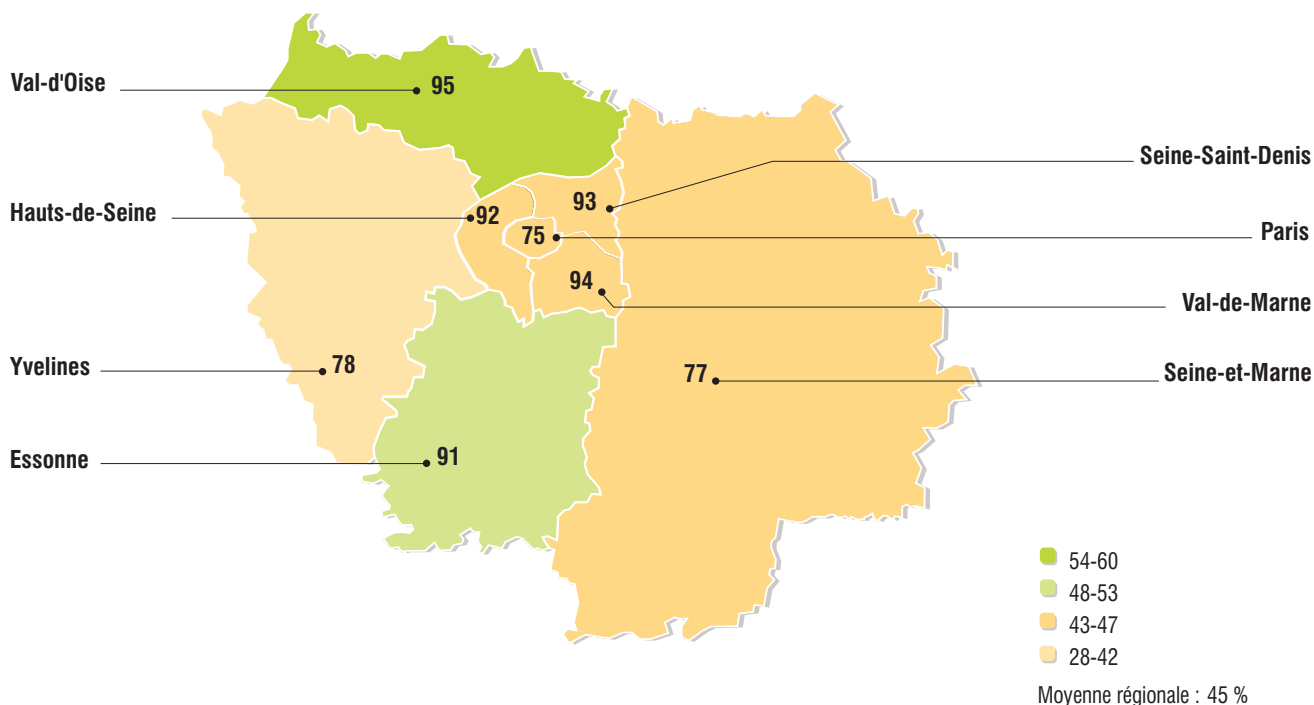 Val-d'Oise
95
Seine-Saint-Denis
93
Hauts-de-Seine
92
75
Paris
94
Val-de-Marne
Yvelines
78
77
Seine-et-Marne
Essonne
91
54-60
48-53
43-47
28-42
Moyenne régionale : 45 %